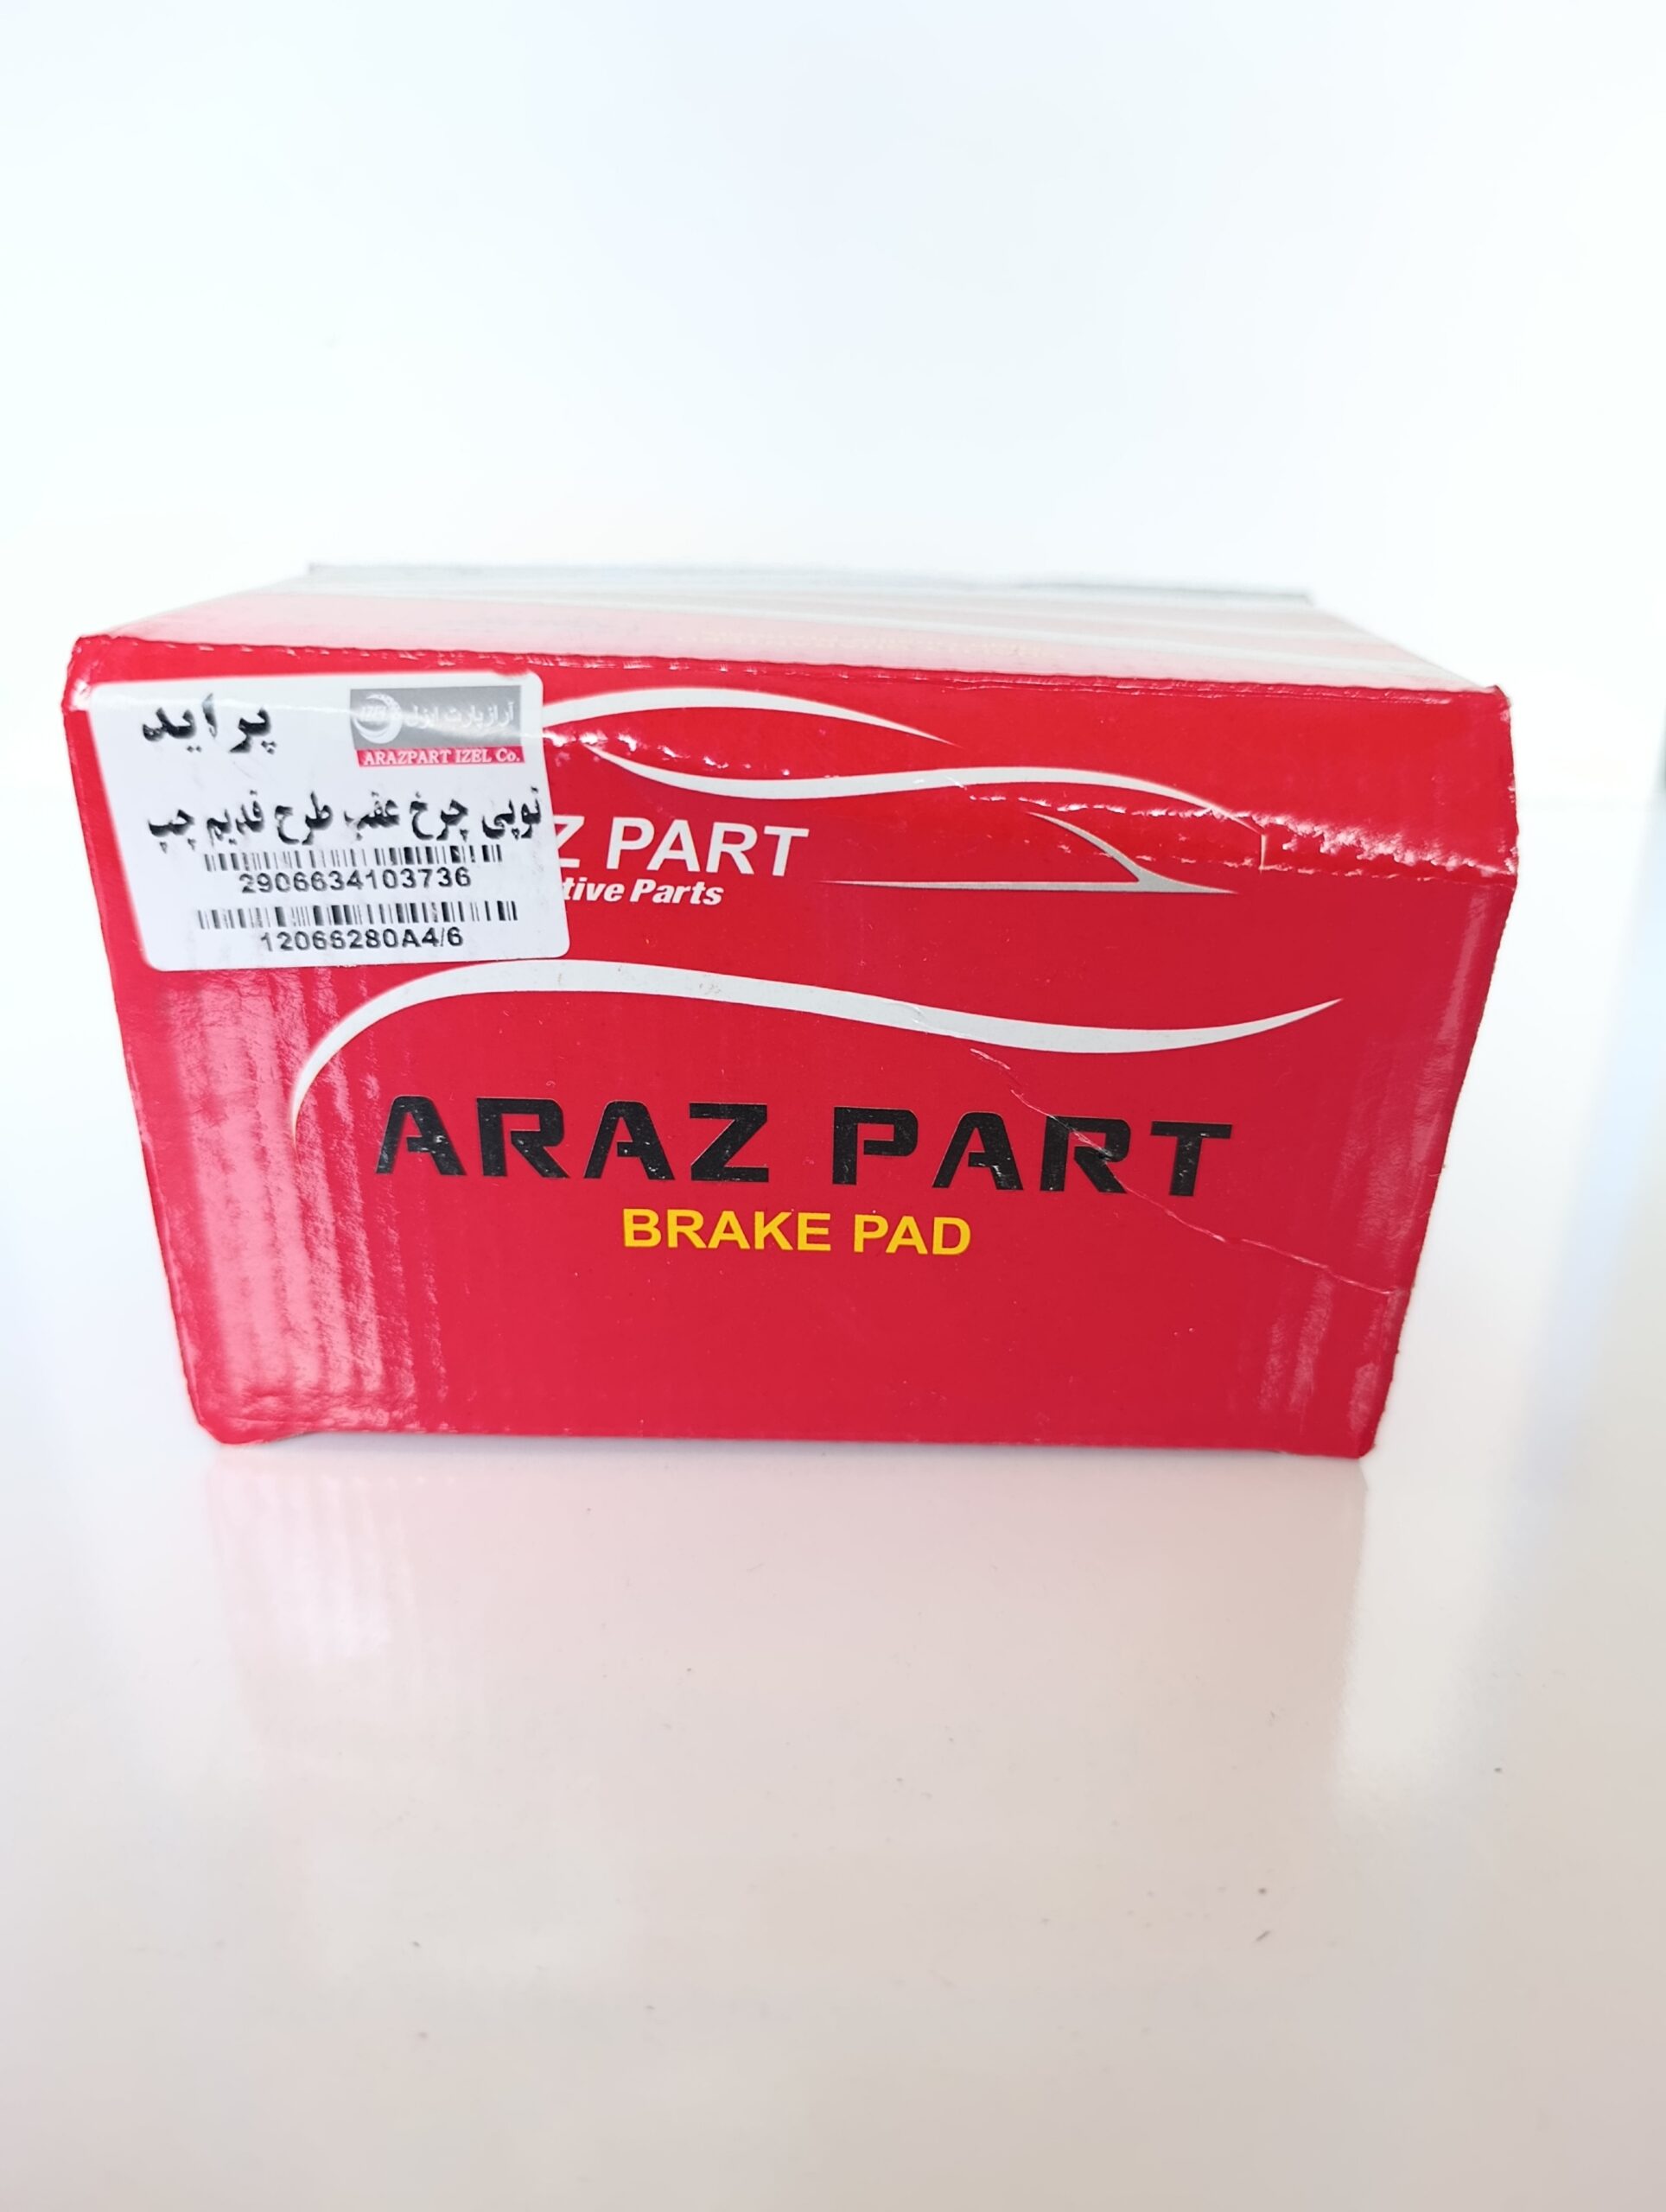 پراید
آرازپارت ایزل
ARAZPART IZEL Co.
توپی چرخ عقب طرح قدیم چپ
2906634103736
12066280A4/6
Z PART
tive Parts
ARAZ PART
BRAKE PAD